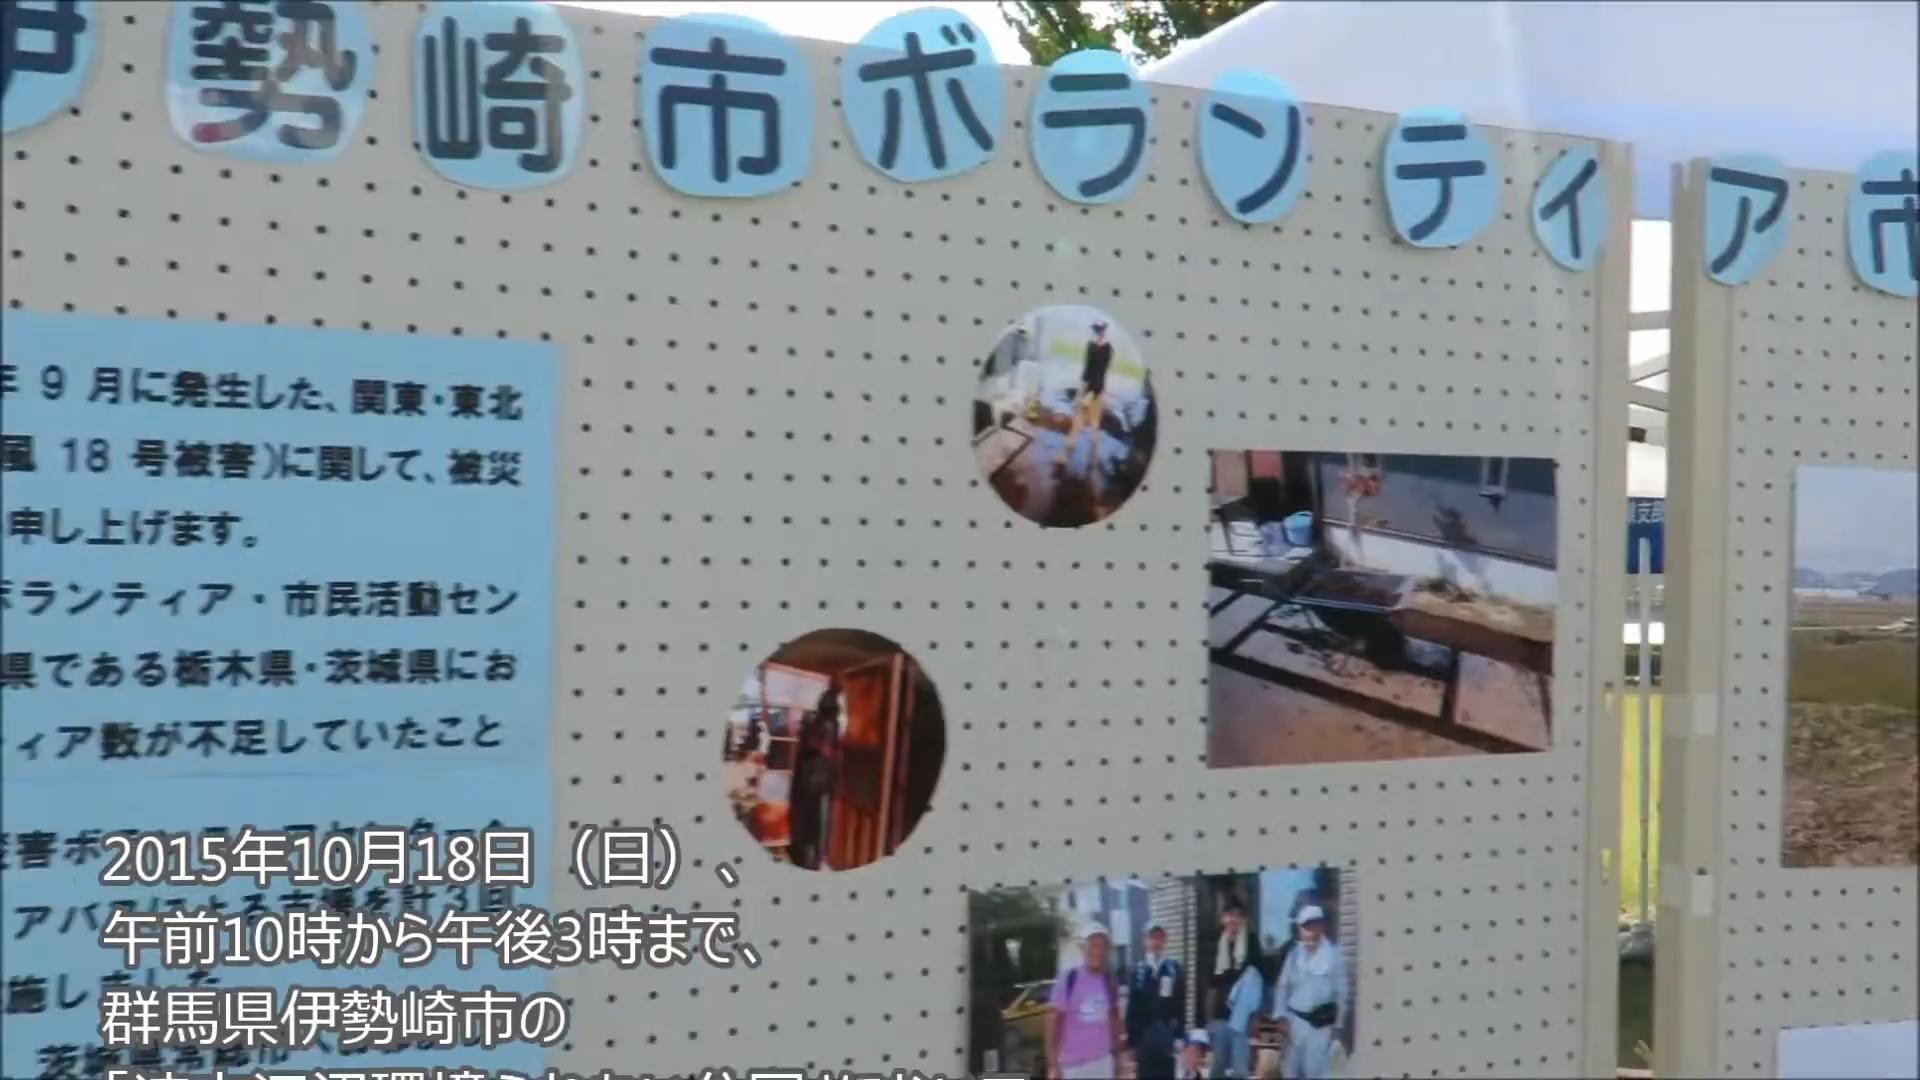 伊勢崎市ボランティア市
年 9 月に発生した、関東・東北
風 18 号被害)に関して、被災
申し上げます。
ボランティア・市民活動セン
県である栃木県・茨城県にお
ィア数が不足していたこと
2015年10月18日（日）、
午前10時から午後3時まで、
群馬県伊勢崎市の